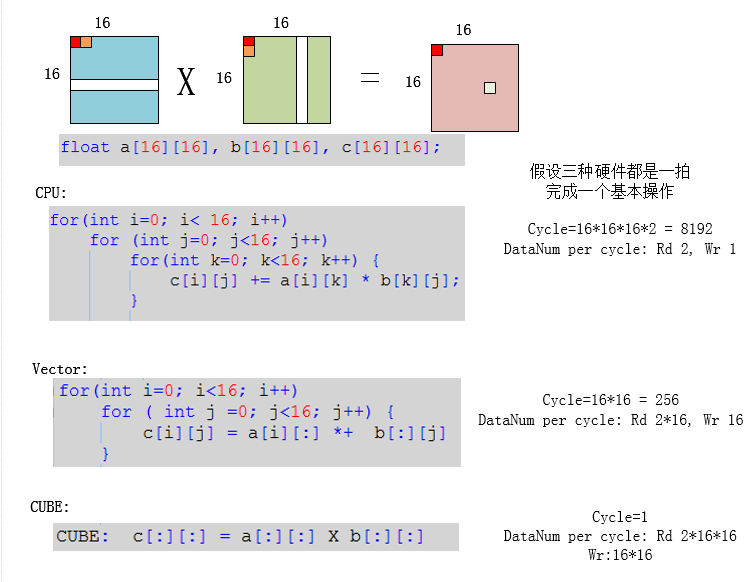 16 16 16
16 X 16 = 16
float a[16][16], b[16][16], c[16][16];
假设三种硬件都是一拍
完成一个基本操作
CPU:
for(int i=0; i< 16; i++)
for (int j=0; j<16; j++)
for(int k=0; k<16; k++) {
c[i][j] += a[i][k] * b[k][j];
}
Cycle=16*16*16*2 = 8192
DataNum per cycle: Rd 2, Wr 1
Vector:
for(int i=0; i<16; i++)
for ( int j =0; j<16; j++) {
c[i][j] = a[i][:] *+ b[:][j]
}
Cycle=16*16 = 256
DataNum per cycle: Rd 2*16, Wr 16
CUBE:
CUBE: c[:][:] = a[:][:] X b[:][:]
Cycle=1
DataNum per cycle: Rd 2*16*16
Wr:16*16